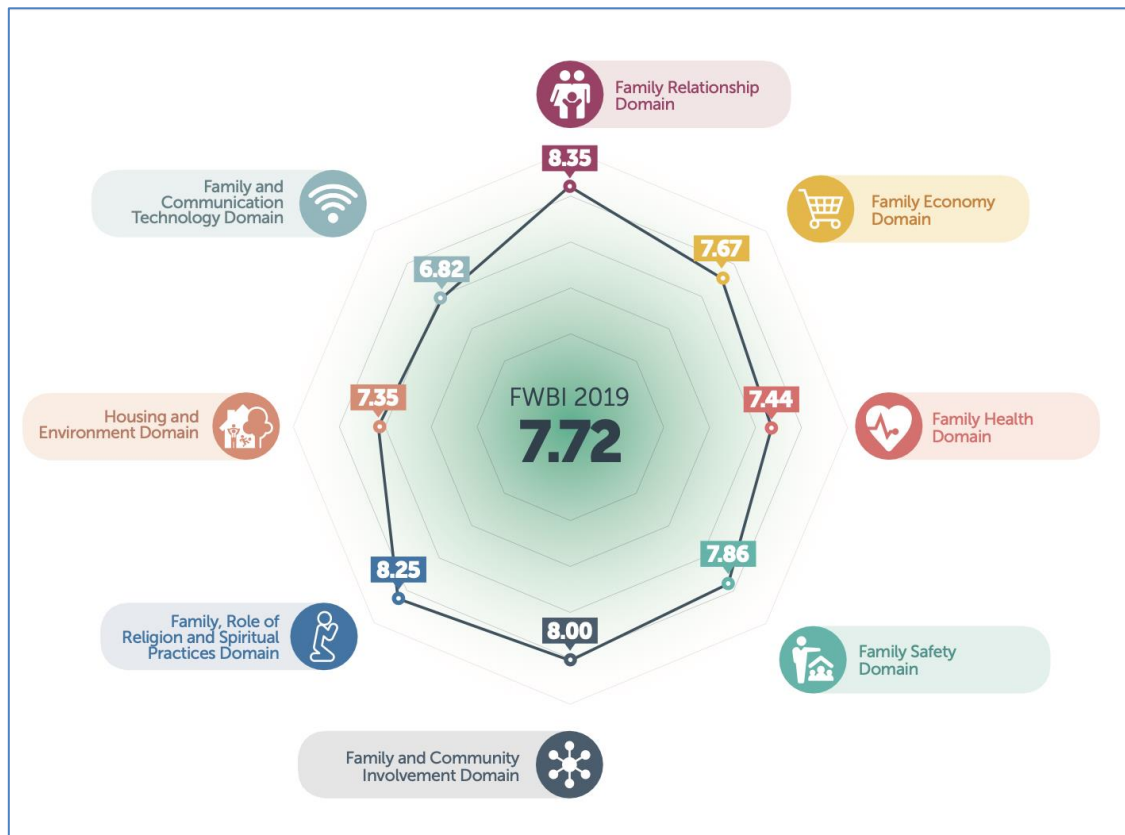 Family Relationship
Domain
8.35
Family and
Communication
Technology Domain
Family Economy
Domain
7.67
6.82
7.35
Housing and
Environment Domain
FWBI 2019
7.72
7.44
Family Health
Domain
8.25
7.86
Family, Role of
Religion and Spiritual
Practices Domain
8.00
Family Safety
Domain
Family and Community
Involvement Domain